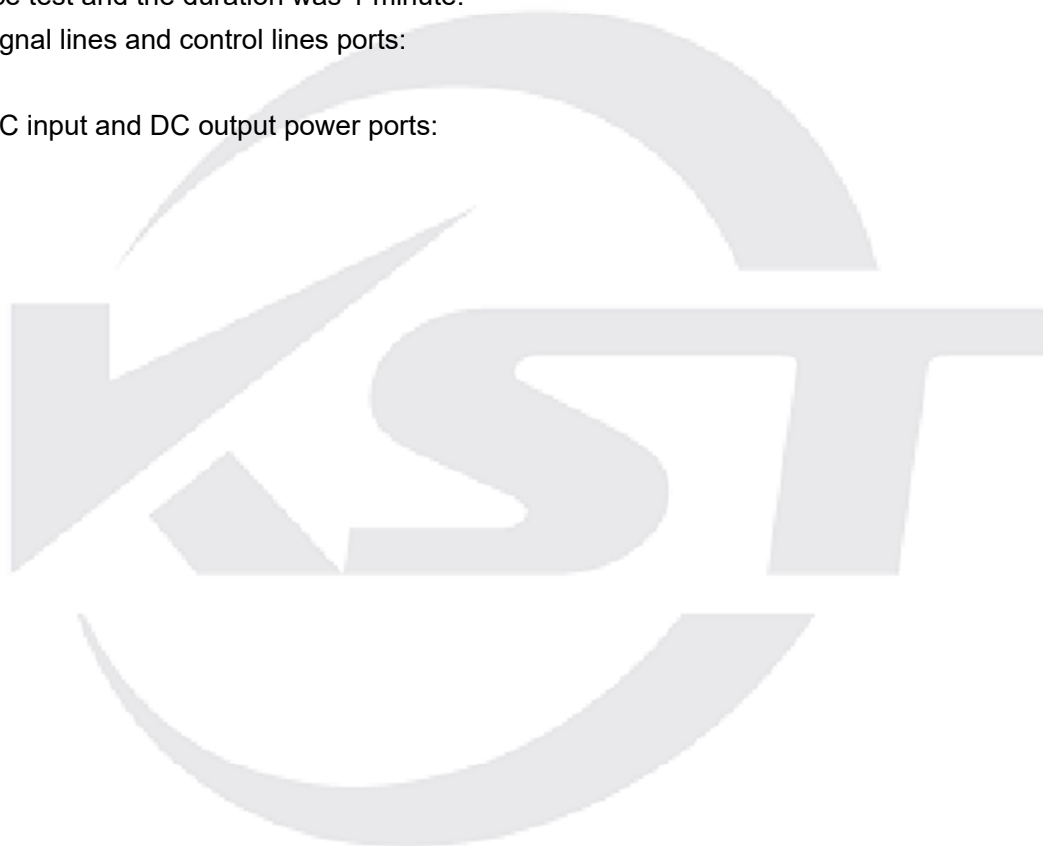 se test and the duration was 1 minute.
gnal lines and control lines ports:
C input and DC output power ports:
KST